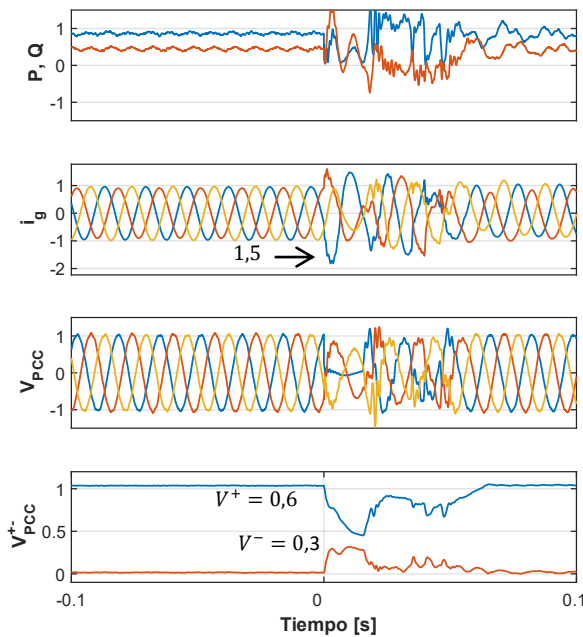 P, Q
1
0
-1
i_g
1
0
-1
-2
1,5
V_PCC
1
0
-1
V^{+-}_{PCC}
1
0.5
0
V^+ = 0,6
V^- = 0,3
-0.1 0 0.1
Tiempo [s]